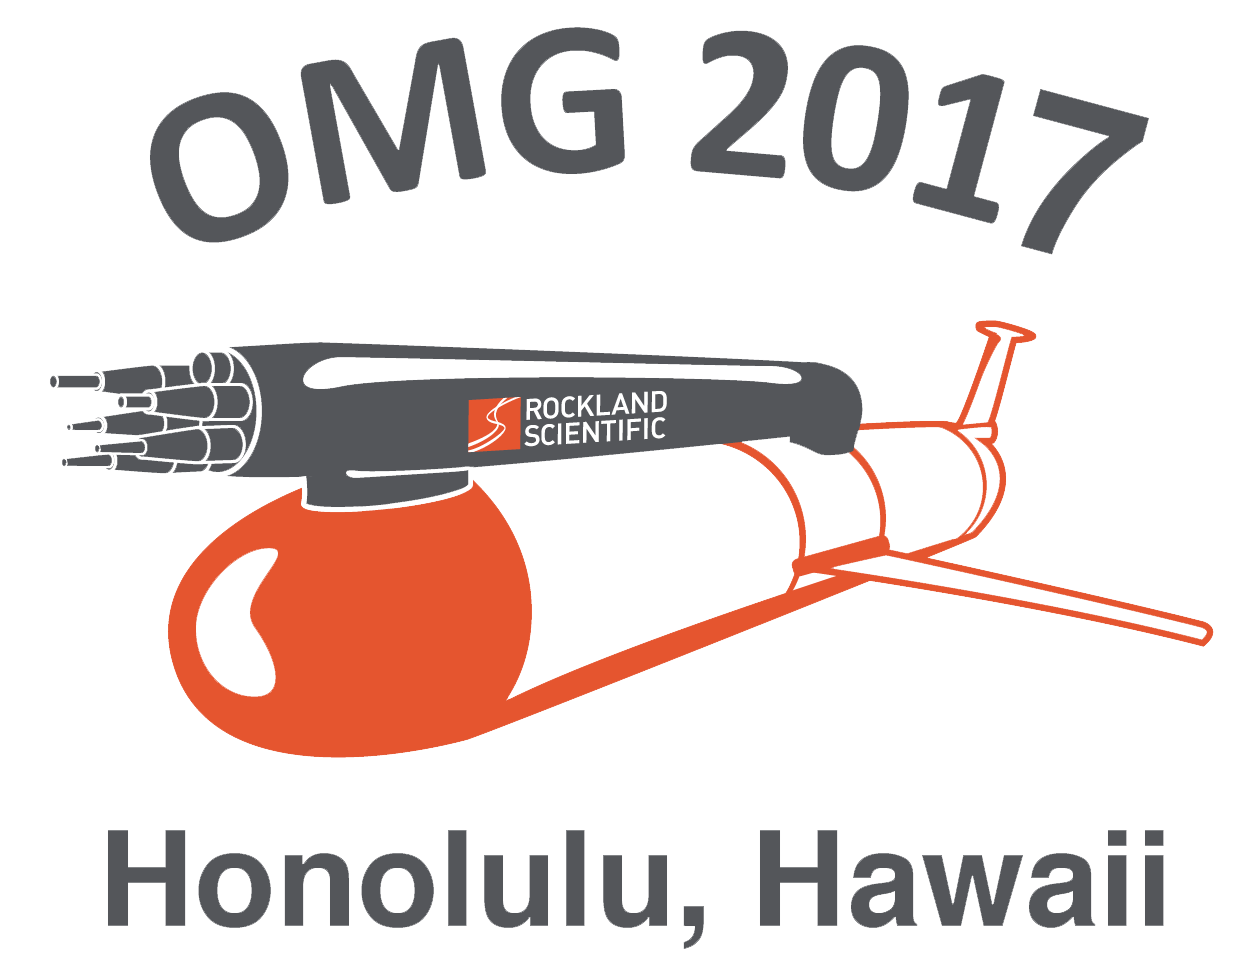 OMG 2017
ROCKLAND
SCIENTIFIC
Honolulu, Hawaii